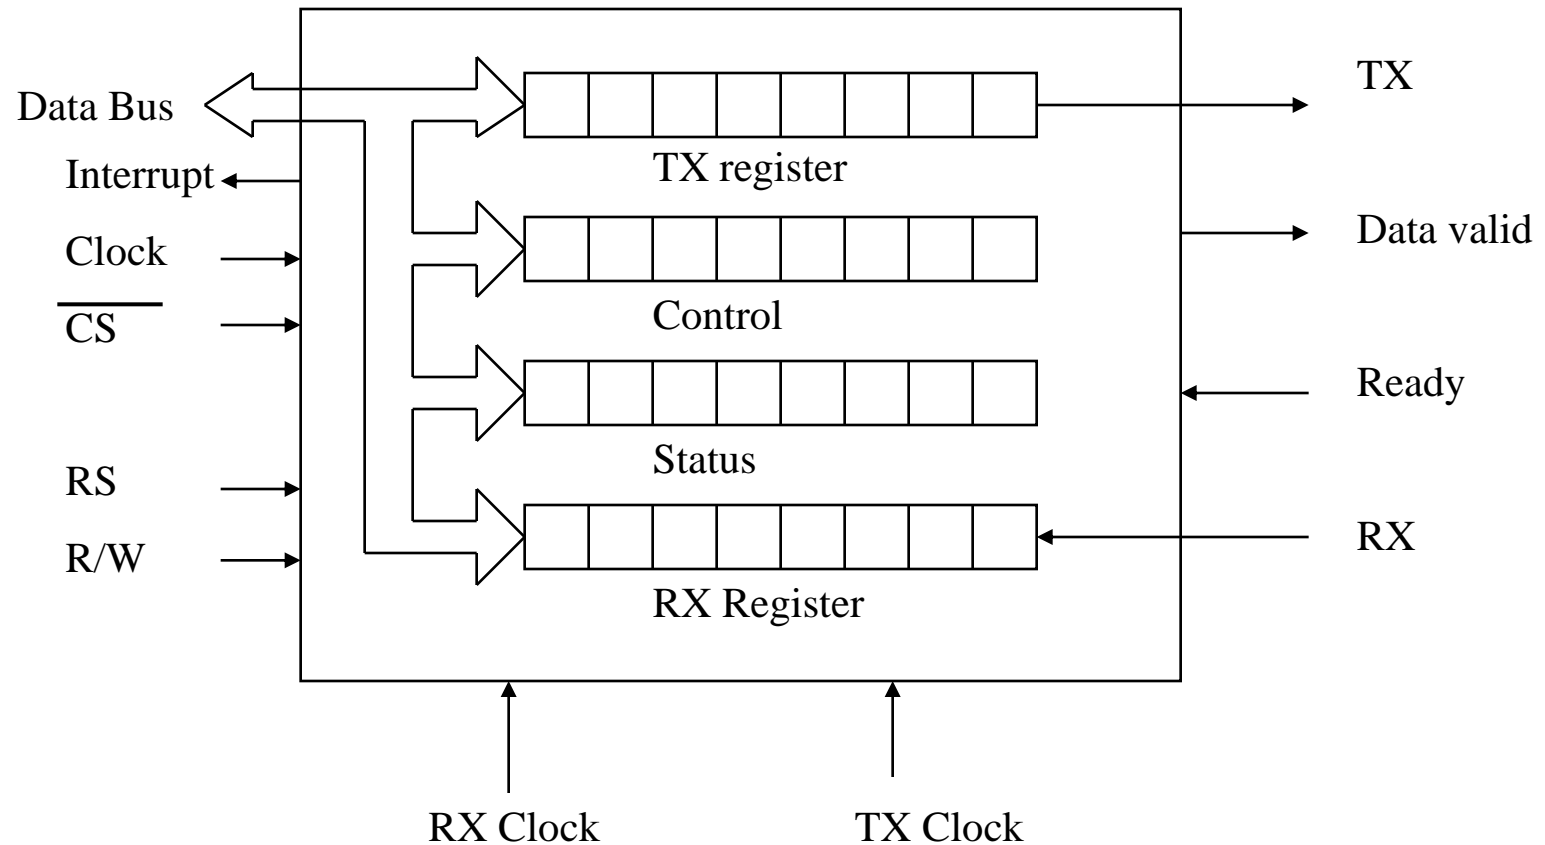 TX
Data Bus
TX register
Interrupt
Data valid
Clock
Control
CS
Ready
Status
RS
RX
R/W
RX Register
RX Clock
TX Clock